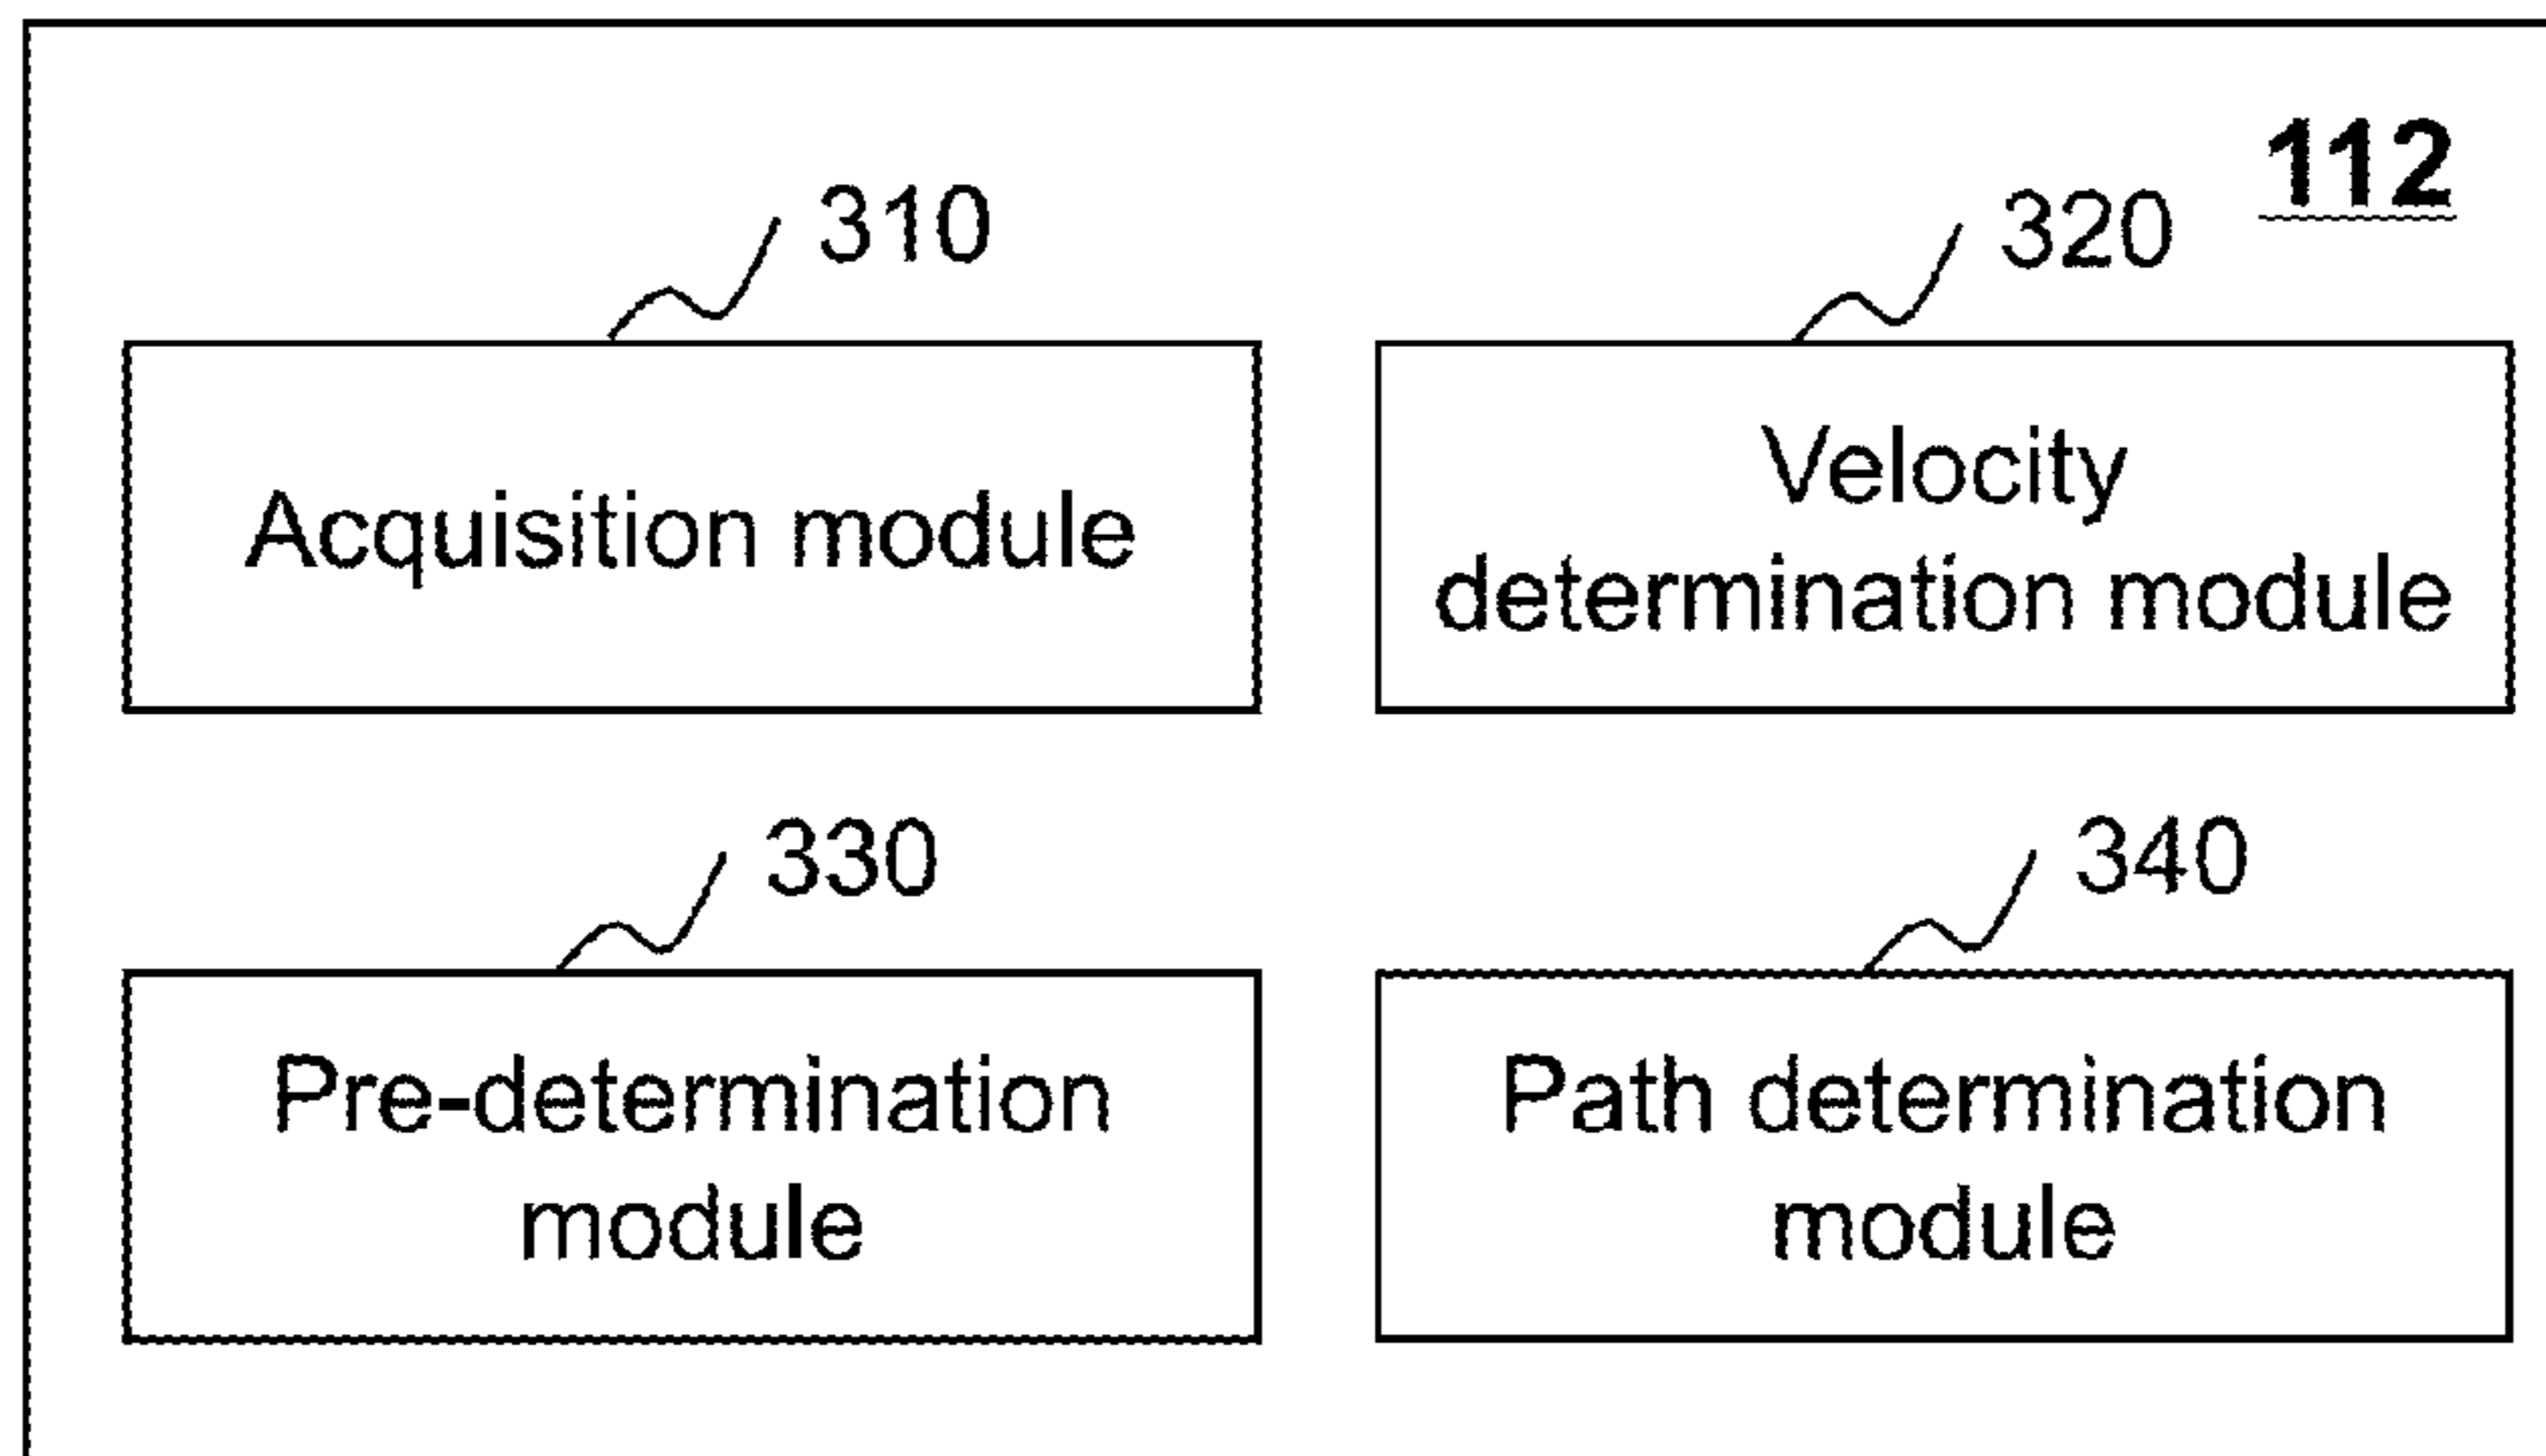 112
310
320
Acquisition module
Velocity
determination module
330
340
Pre-determination
module
Path determination
module